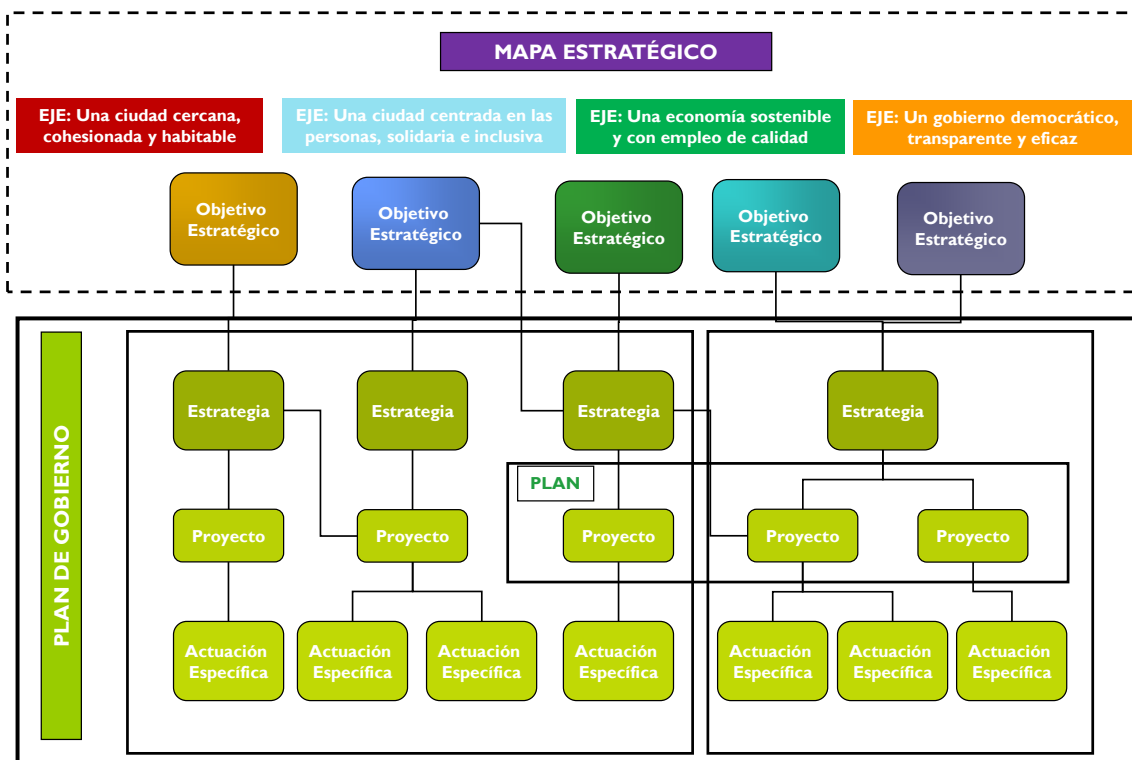 MAPA ESTRATÉGICO
EJE: Una ciudad cercana,
cohesionada y habitable
EJE: Una ciudad centrada en las
personas, solidaria e inclusiva
EJE: Una economía sostenible
y con empleo de calidad
EJE: Un gobierno democrático,
transparente y eficaz
Objetivo
Estratégico
Objetivo
Estratégico
Objetivo
Estratégico
Objetivo
Estratégico
Objetivo
Estratégico
PLAN DE GOBIERNO
Estrategia
Estrategia
Estrategia
Estrategia
PLAN
Proyecto
Proyecto
Proyecto
Proyecto
Proyecto
Actuación
Específica
Actuación
Específica
Actuación
Específica
Actuación
Específica
Actuación
Específica
Actuación
Específica
Actuación
Específica